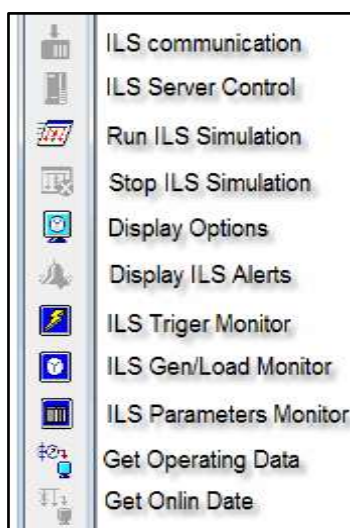 ILS communication
ILS Server Control
Run ILS Simulation
Stop ILS Simulation
Display Options
Display ILS Alerts
ILS Triger Monitor
ILS Gen/Load Monitor
ILS Parameters Monitor
Get Operating Data
Get Onlin Date